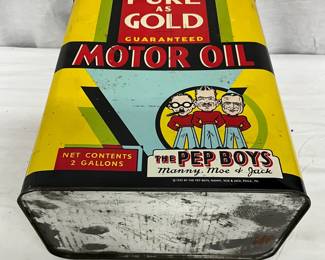 PURE
AS
GOLD
GUARANTEED
MOTOR OIL
NET CONTENTS
2 GALLONS
THE PEP BOYS
Manny, Moe & Jack